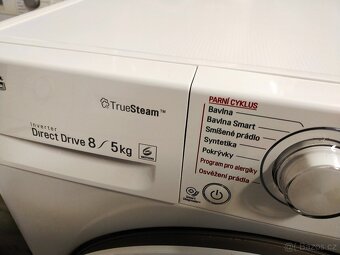 TrueSteam™
Inverter
Direct Drive 8/5kg
PARNÍ CYKLUS
Bavlna
Bavlna Smart
Smíšené prádlo
Syntetika
Pokrývky
Program pro alergiky
Osvěžení prádla